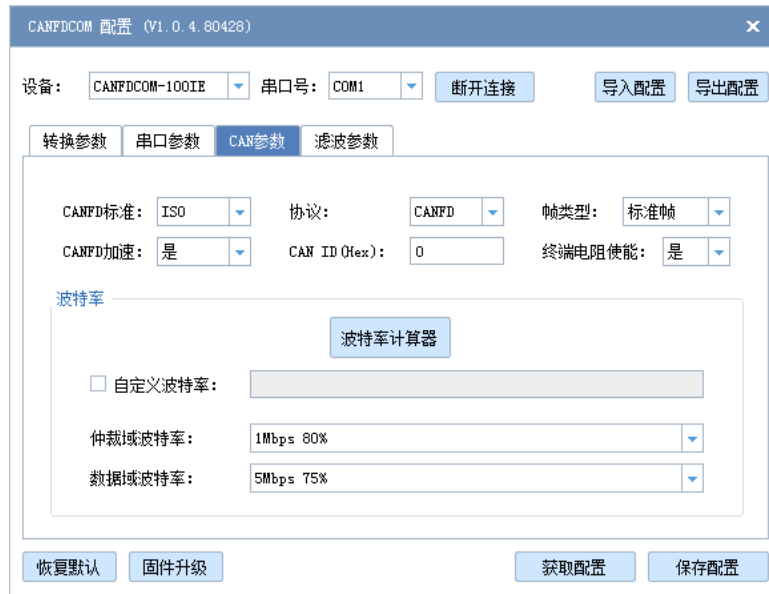 CANFDCOM 配置 (V1.0.4.80428)
设备： CANFDCOM-100IE 串口号： COM1 断开连接 导入配置 导出配置
转换参数 串口参数 CAN参数 滤波参数
CANFD标准： ISO 协议： CANFD 帧类型： 标准帧
CANFD加速： 是 CAN ID(Hex)： 0 终端电阻使能： 是
波特率
波特率计算器
自定义波特率：
仲裁域波特率： 1Mbps 80%
数据域波特率： 5Mbps 75%
恢复默认 固件升级 获取配置 保存配置